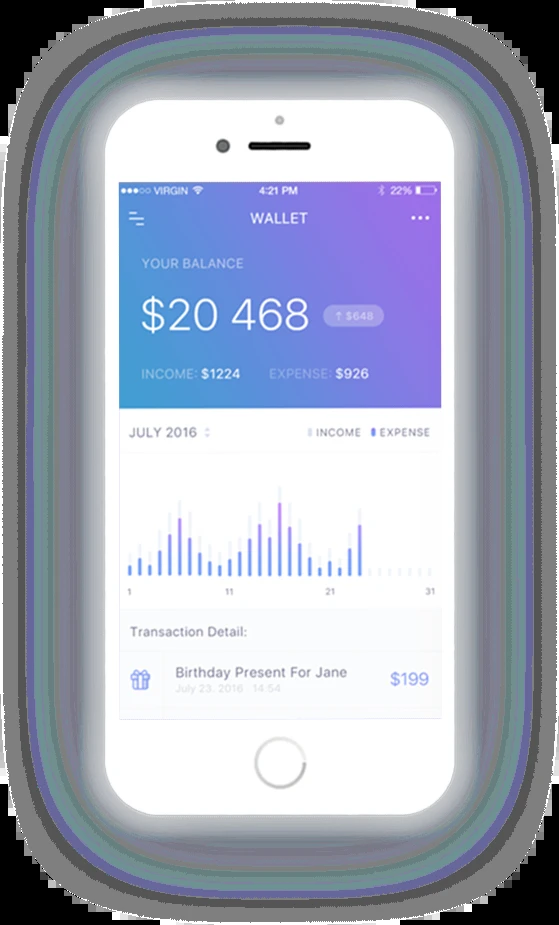 VIRGIN 4:21 PM 22%
WALLET
YOUR BALANCE
$20 468 ↑ $648
INCOME: $1224 EXPENSE: $926
JULY 2016 INCOME EXPENSE
1 11 21 31
Transaction Detail:
Birthday Present For Jane $199
July 23, 2016 14:54